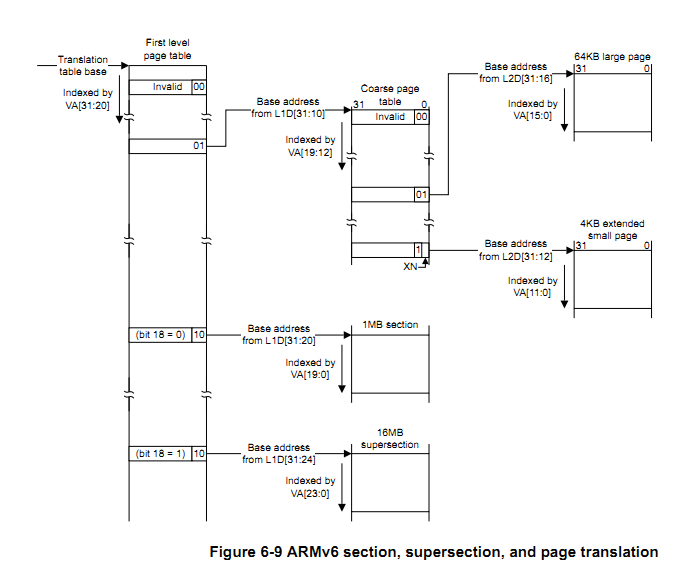 First level
page table
Translation
table base
Invalid 00
Indexed by
VA[31:20]
01
Base address
from L1D[31:10]
Coarse page
table
31 0
Invalid 00
Indexed by
VA[19:12]
01
1
XN
Base address
from L2D[31:16]
64KB large page
31 0
Indexed by
VA[15:0]
Base address
from L2D[31:12]
4KB extended
small page
31 0
Indexed by
VA[11:0]
(bit 18 = 0) 10
Base address
from L1D[31:20]
1MB section
Indexed by
VA[19:0]
(bit 18 = 1) 10
Base address
from L1D[31:24]
16MB
supersection
Indexed by
VA[23:0]
Figure 6-9 ARMv6 section, supersection, and page translation